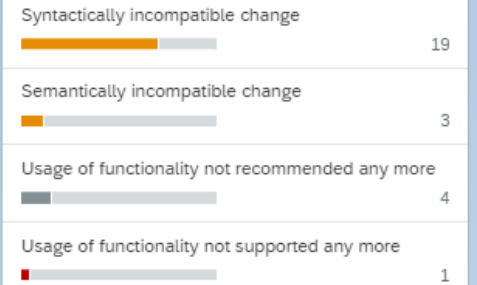 Syntactically incompatible change
19
Semantically incompatible change
3
Usage of functionality not recommended any more
4
Usage of functionality not supported any more
1